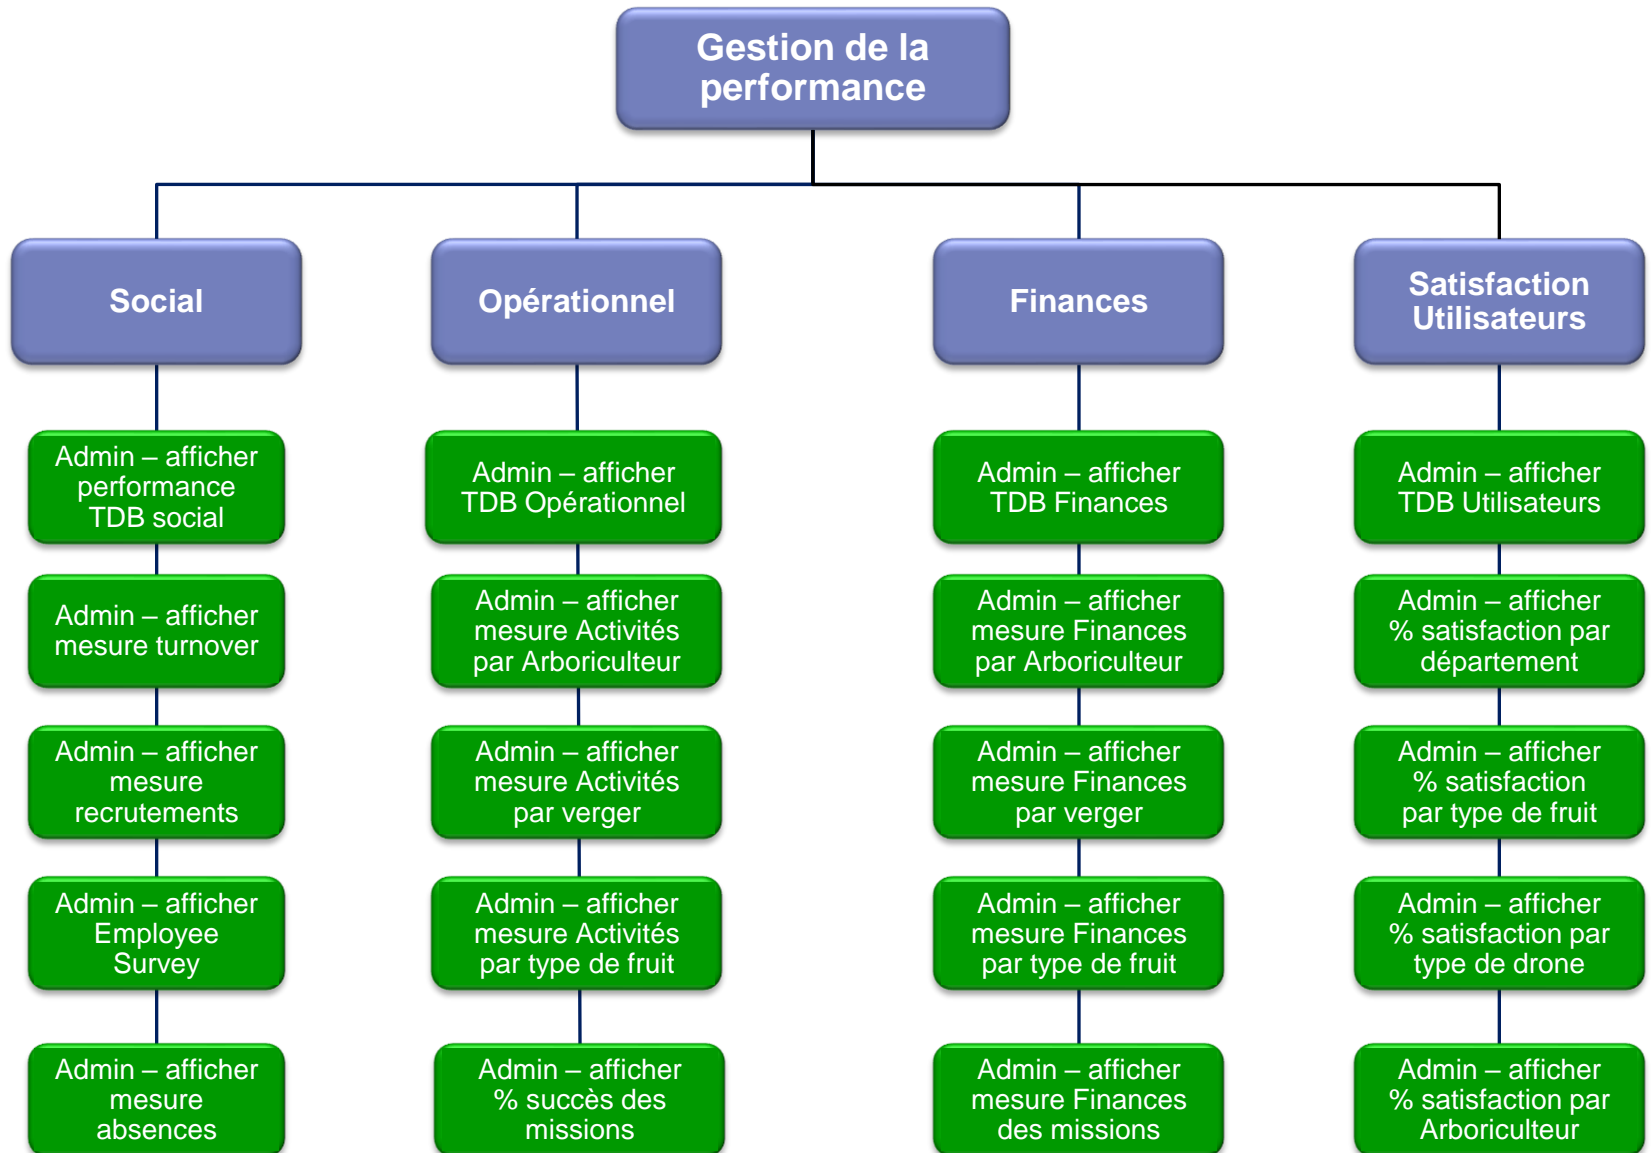 Gestion de la
performance
Social
Opérationnel
Finances
Satisfaction
Utilisateurs
Admin – afficher
performance
TDB social
Admin – afficher
TDB Opérationnel
Admin – afficher
TDB Finances
Admin – afficher
TDB Utilisateurs
Admin – afficher
mesure turnover
Admin – afficher
mesure Activités
par Arboriculteur
Admin – afficher
mesure Finances
par Arboriculteur
Admin – afficher
% satisfaction par
département
Admin – afficher
mesure
recrutements
Admin – afficher
mesure Activités
par verger
Admin – afficher
mesure Finances
par verger
Admin – afficher
% satisfaction
par type de fruit
Admin – afficher
Employee
Survey
Admin – afficher
mesure Activités
par type de fruit
Admin – afficher
mesure Finances
par type de fruit
Admin – afficher
% satisfaction par
type de drone
Admin – afficher
mesure
absences
Admin – afficher
% succès des
missions
Admin – afficher
mesure Finances
des missions
Admin – afficher
% satisfaction par
Arboriculteur